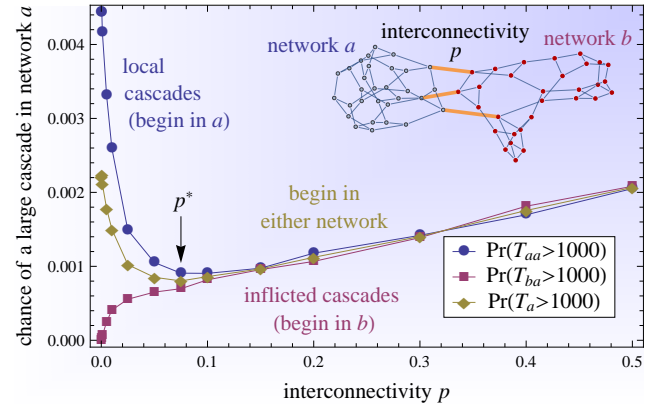 chance of a large cascade in network a
0.004
0.003
0.002
0.001
0.000
local
cascades
(begin in a)
network a
interconnectivity
p
network b
p*
begin in
either network
inflicted cascades
(begin in b)
Pr(Taa>1000)
Pr(Tba>1000)
Pr(Ta>1000)
0.0 0.1 0.2 0.3 0.4 0.5
interconnectivity p